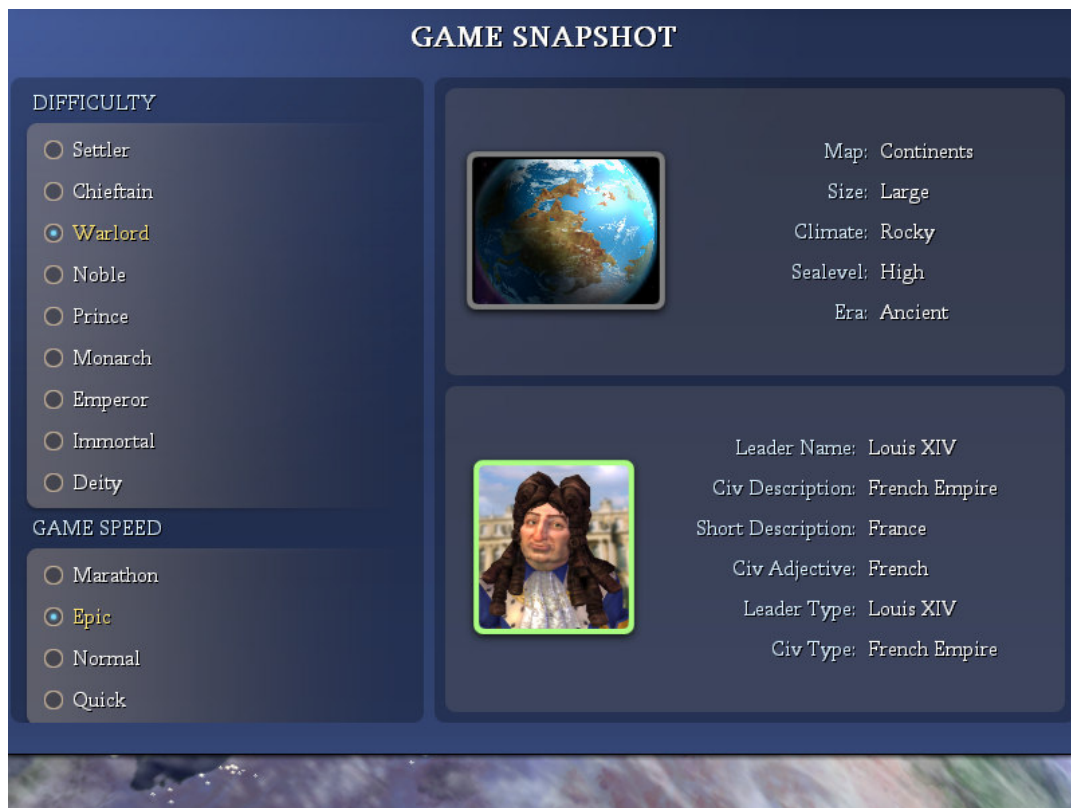 GAME SNAPSHOT
DIFFICULTY
Settler
Chieftain
Warlord
Noble
Prince
Monarch
Emperor
Immortal
Deity
GAME SPEED
Marathon
Epic
Normal
Quick
Map: Continents
Size: Large
Climate: Rocky
Sealevel: High
Era: Ancient
Leader Name: Louis XIV
Civ Description: French Empire
Short Description: France
Civ Adjective: French
Leader Type: Louis XIV
Civ Type: French Empire